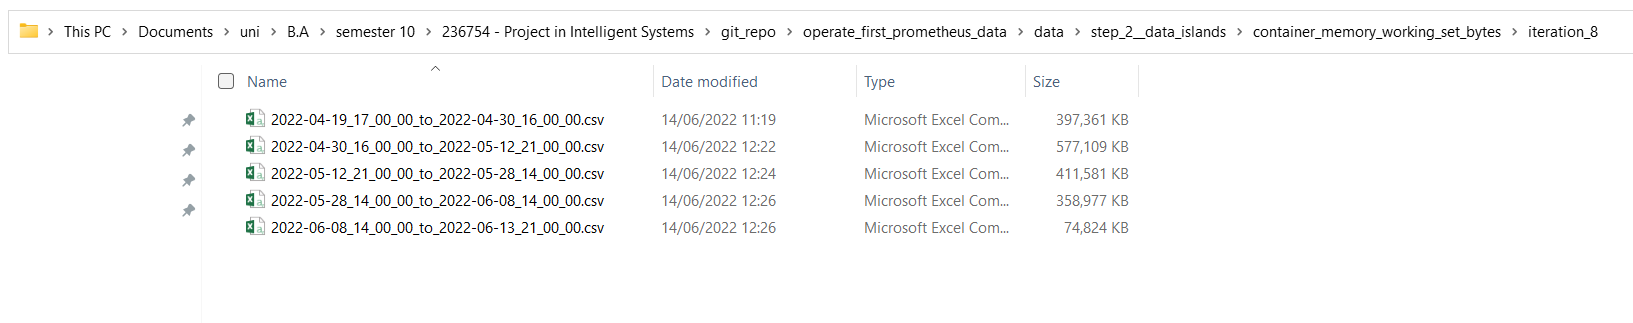 This PC > Documents > uni > B.A > semester 10 > 236754 - Project in Intelligent Systems > git_repo > operate_first_prometheus_data > data > step_2__data_islands > container_memory_working_set_bytes > iteration_8
Name Date modified Type Size
2022-04-19_17_00_00_to_2022-04-30_16_00_00.csv 14/06/2022 11:19 Microsoft Excel Com... 397,361 KB
2022-04-30_16_00_00_to_2022-05-12_21_00_00.csv 14/06/2022 12:22 Microsoft Excel Com... 577,109 KB
2022-05-12_21_00_00_to_2022-05-28_14_00_00.csv 14/06/2022 12:24 Microsoft Excel Com... 411,581 KB
2022-05-28_14_00_00_to_2022-06-08_14_00_00.csv 14/06/2022 12:26 Microsoft Excel Com... 358,977 KB
2022-06-08_14_00_00_to_2022-06-13_21_00_00.csv 14/06/2022 12:26 Microsoft Excel Com... 74,824 KB